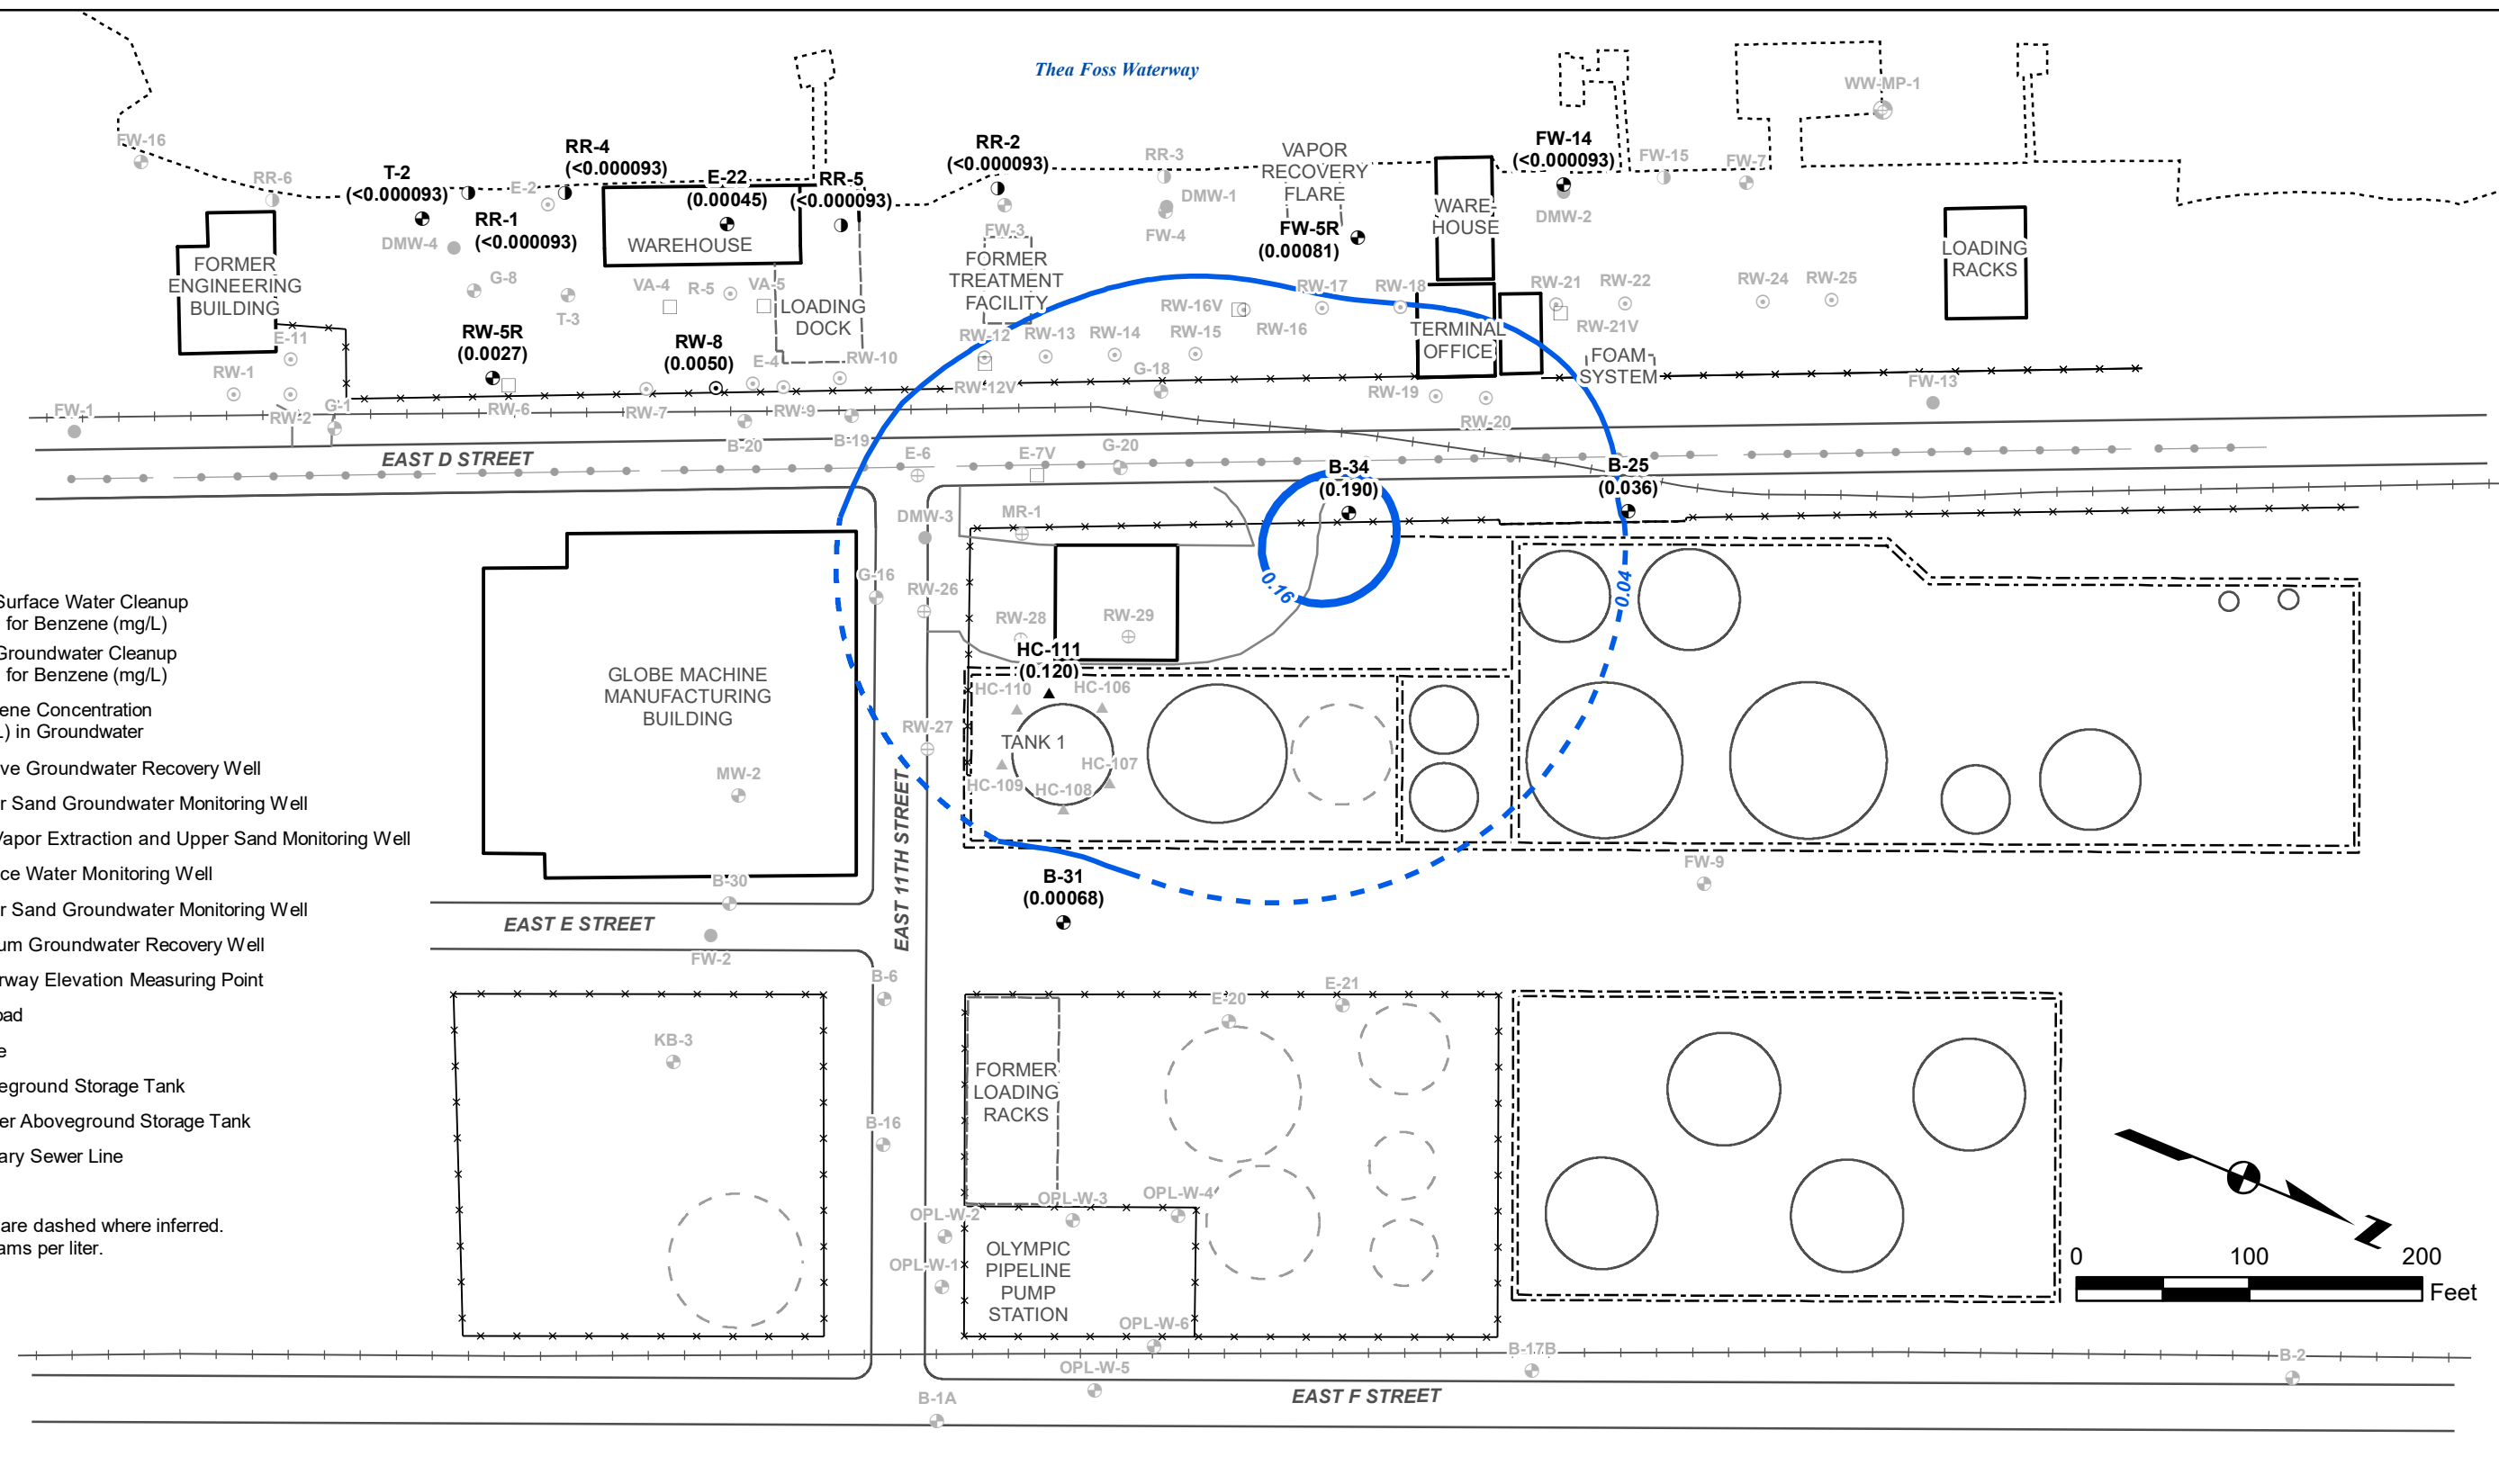 Thea Foss Waterway
WW-MP-1
FW-16
RR-6
T-2
(<0.000093)
RR-4
(<0.000093)
E-2
RR-1
(<0.000093)
DMW-4
E-22
(0.00045)
WAREHOUSE
RR-5
(<0.000093)
RR-2
(<0.000093)
FW-3
RR-3
DMW-1
FW-4
VAPOR
RECOVERY
FLARE
FW-5R
(0.00081)
WARE-
HOUSE
FW-14
(<0.000093)
DMW-2
FW-15
FW-7
LOADING
RACKS
FORMER
ENGINEERING
BUILDING
G-8
T-3
VA-4
R-5
VA-5
LOADING
DOCK
FORMER
TREATMENT
FACILITY
RW-16V
RW-16
RW-17
RW-18
RW-21
RW-22
RW-21V
RW-24
RW-25
E-11
RW-1
RW-5R
(0.0027)
RW-8
(0.0050)
E-4
RW-10
RW-12
RW-13
RW-14
RW-15
G-18
RW-12V
TERMINAL
OFFICE
FOAM
SYSTEM
RW-19
RW-20
FW-13
FW-1
RW-2
G-1
RW-6
RW-7
RW-9
B-20
B-19
E-6
E-7V
G-20
EAST D STREET
B-34
(0.190)
B-25
(0.036)
DMW-3
MR-1
G-16
RW-26
RW-28
RW-29
0.16
0.04
HC-111
(0.120)
HC-110
HC-106
TANK 1
HC-107
HC-109
HC-108
RW-27
GLOBE MACHINE
MANUFACTURING
BUILDING
MW-2
EAST 11TH STREET
B-31
(0.00068)
FW-9
B-30
EAST E STREET
FW-2
B-6
KB-3
B-16
E-20
E-21
FORMER
LOADING
RACKS
OPL-W-3
OPL-W-4
OPL-W-2
OPL-W-1
OLYMPIC
PIPELINE
PUMP
STATION
OPL-W-6
OPL-W-5
B-1A
B-17B
B-2
EAST F STREET
Surface Water Cleanup
for Benzene (mg/L)
Groundwater Cleanup
for Benzene (mg/L)
ene Concentration
L) in Groundwater
ve Groundwater Recovery Well
r Sand Groundwater Monitoring Well
Vapor Extraction and Upper Sand Monitoring Well
ce Water Monitoring Well
r Sand Groundwater Monitoring Well
um Groundwater Recovery Well
rway Elevation Measuring Point
oad
e
eground Storage Tank
er Aboveground Storage Tank
ary Sewer Line
are dashed where inferred.
ams per liter.
Z
0 100 200
Feet